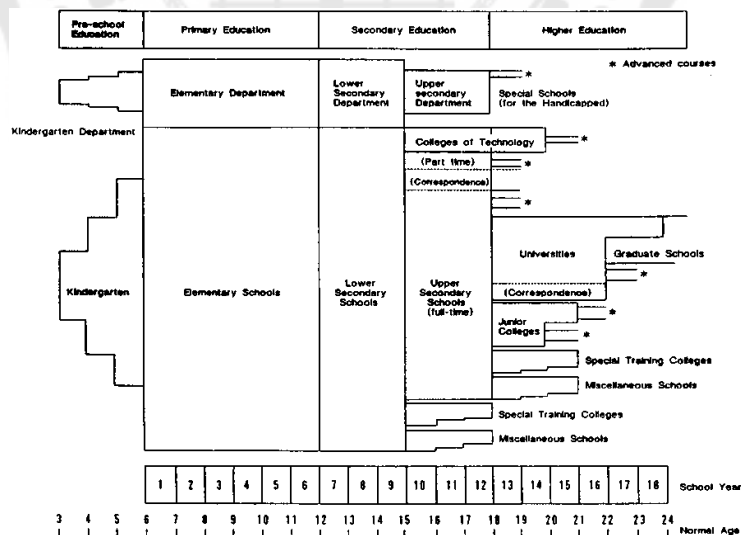 Pre-school
Education
Primary Education
Secondary Education
Higher Education
* Advanced courses
Elementary Department
Lower
Secondary
Department
Upper
secondary
Department
*
Special Schools
(for the Handicapped)
Kindergarten Department
Colleges of Technology
*
(Part time)
*
(Correspondence)
*
Universities
Graduate Schools
*
Kindergarten
Elementary Schools
Lower
Secondary
Schools
Upper
Secondary
Schools
(full-time)
(Correspondence)
Junior
Colleges
*
*
Special Training Colleges
Miscellaneous Schools
Special Training Colleges
Miscellaneous Schools
1 2 3 4 5 6 7 8 9 10 11 12 13 14 15 16 17 18 School Year
3 4 5 6 7 8 9 10 11 12 13 14 15 16 17 18 19 20 21 22 23 24 Normal Age